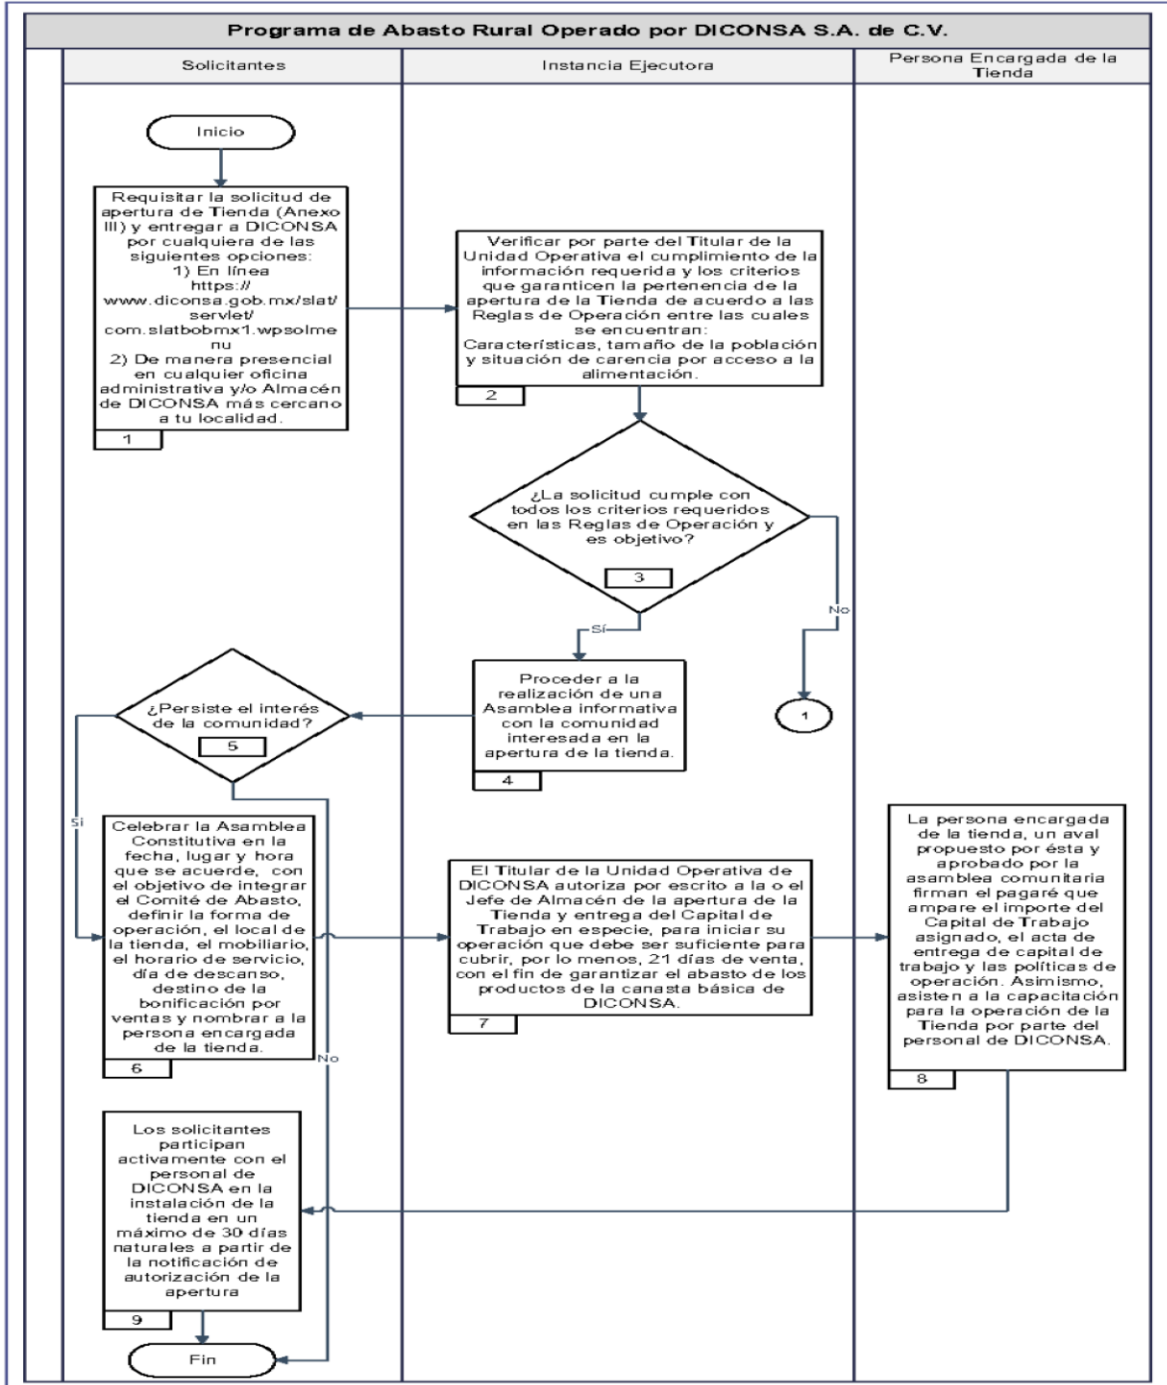 Programa de Abasto Rural Operado por DICONSA S.A. de C.V.
Solicitantes
Instancia Ejecutora
Persona Encargada de la
Tienda
Inicio
Requisitar la solicitud de
apertura de Tienda (Anexo
III) y entregar a DICONSA
por cualquiera de las
siguientes opciones:
1) En línea
https://
www.diconsa.gob.mx/slat/
servlet/
com.slatbobmx1.wpsolme
nu
2) De manera presencial
en cualquier oficina
administrativa y/o Almacén
de DICONSA más cercano
a tu localidad.
1
Verificar por parte del Titular de la
Unidad Operativa el cumplimiento de la
información requerida y los criterios
que garanticen la pertenencia de la
apertura de la Tienda de acuerdo a las
Reglas de Operación entre las cuales
se encuentran:
Características, tamaño de la población
y situación de carencia por acceso a la
alimentación.
2
¿La solicitud cumple con
todos los criterios requeridos
en las Reglas de Operación y
es objetivo?
3
No
Sí
1
Proceder a la
realización de una
Asamblea informativa
con la comunidad
interesada en la
apertura de la tienda.
4
¿Persiste el interés
de la comunidad?
5
Si
No
Celebrar la Asamblea
Constitutiva en la
fecha, lugar y hora
que se acuerde, con
el objetivo de integrar
el Comité de Abasto,
definir la forma de
operación, el local de
la tienda, el mobiliario,
el horario de servicio,
día de descanso,
destino de la
bonificación por
ventas y nombrar a la
persona encargada
de la tienda.
6
El Titular de la Unidad Operativa de
DICONSA autoriza por escrito a la o el
Jefe de Almacén de la apertura de la
Tienda y entrega del Capital de
Trabajo en especie, para iniciar su
operación que debe ser suficiente para
cubrir, por lo menos, 21 días de venta,
con el fin de garantizar el abasto de los
productos de la canasta básica de
DICONSA.
7
La persona encargada
de la tienda, un aval
propuesto por ésta y
aprobado por la
asamblea comunitaria
firman el pagaré que
ampare el importe del
Capital de Trabajo
asignado, el acta de
entrega de capital de
trabajo y las políticas de
operación. Asimismo,
asisten a la capacitación
para la operación de la
Tienda por parte del
personal de DICONSA.
8
Los solicitantes
participan
activamente con el
personal de
DICONSA en la
instalación de la
tienda en un
máximo de 30 días
naturales a partir de
la notificación de
autorización de la
apertura
9
Fin